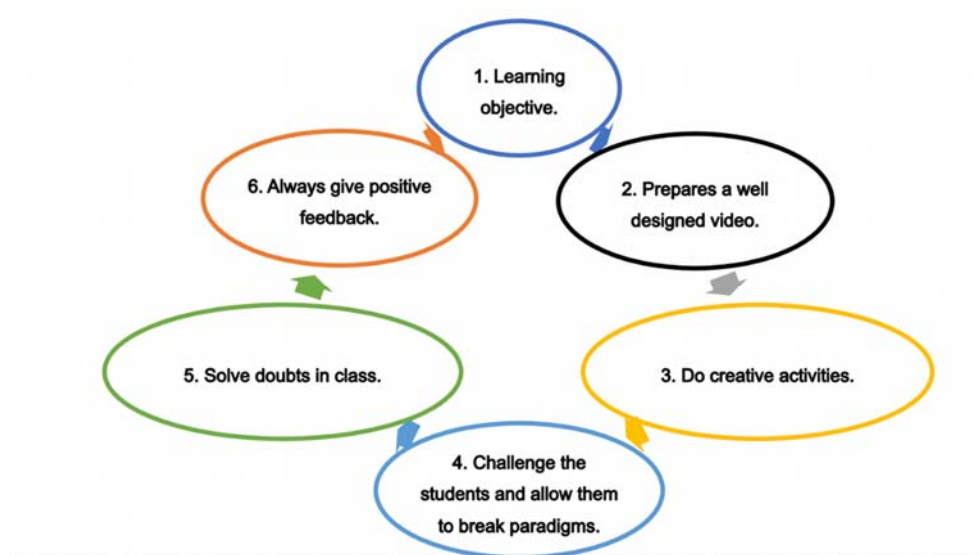 1. Learning
objective.
2. Prepares a well
designed video.
3. Do creative activities.
4. Challenge the
students and allow them
to break paradigms.
5. Solve doubts in class.
6. Always give positive
feedback.